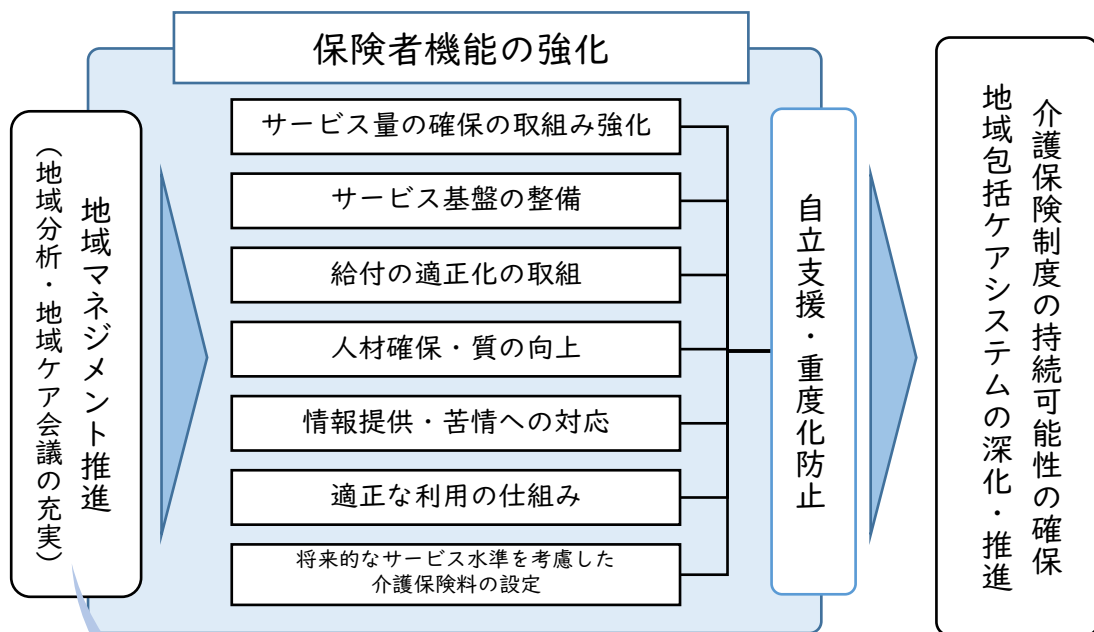 保険者機能の強化
地域マネジメント推進
(地域分析・地域ケア会議の充実)
サービス量の確保の取組み強化
サービス基盤の整備
給付の適正化の取組
人材確保・質の向上
情報提供・苦情への対応
適正な利用の仕組み
将来的なサービス水準を考慮した
介護保険料の設定
自立支援・重度化防止
介護保険制度の持続可能性の確保
地域包括ケアシステムの深化・推進